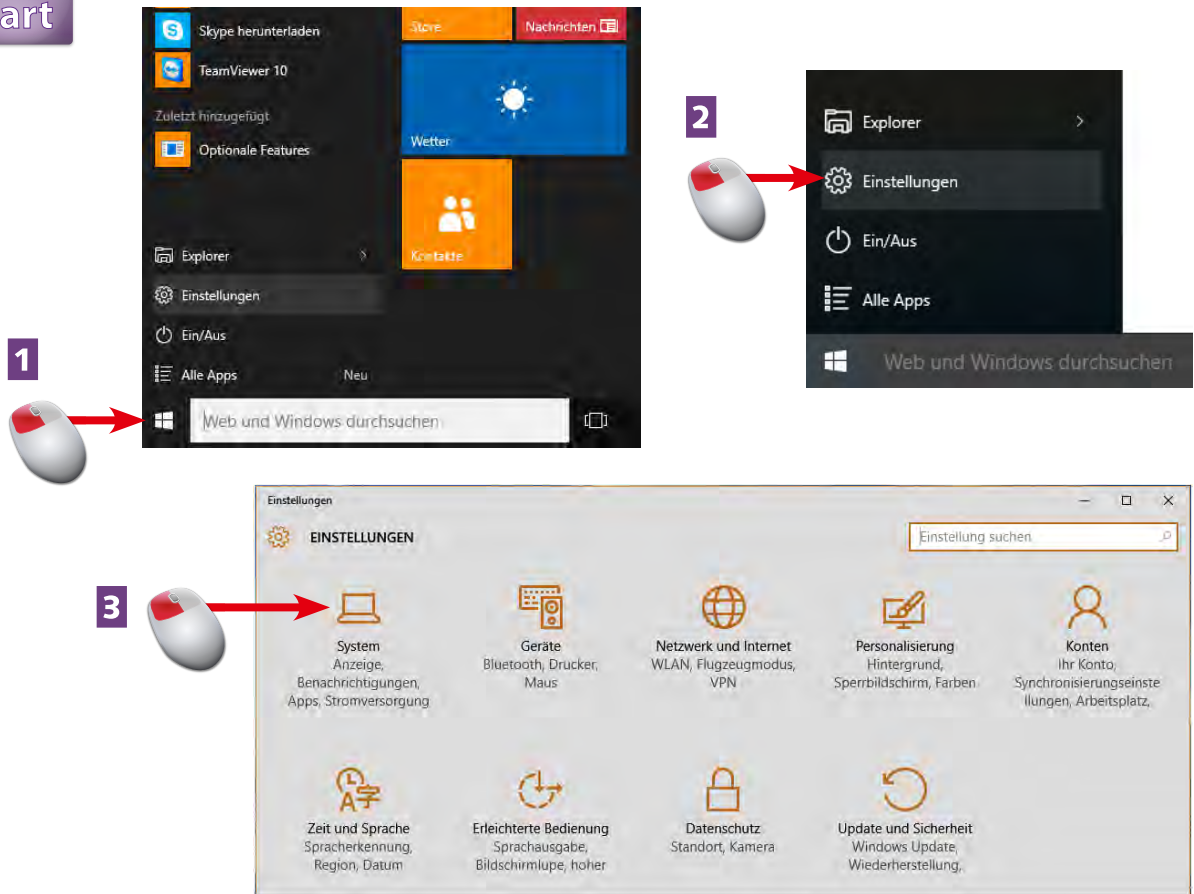 art
Skype herunterladen
TeamViewer 10
Zuletzt hinzugefügt
Optionale Features
Explorer
Einstellungen
Ein/Aus
Alle Apps Neu
Web und Windows durchsuchen
Store
Nachrichten
Wetter
Kontakte
1
2
Explorer
Einstellungen
Ein/Aus
Alle Apps
Web und Windows durchsuchen
3
Einstellungen
EINSTELLUNGEN
Einstellung suchen
System
Anzeige,
Benachrichtigungen,
Apps, Stromversorgung
Geräte
Bluetooth, Drucker,
Maus
Netzwerk und Internet
WLAN, Flugzeugmodus,
VPN
Personalisierung
Hintergrund,
Sperrbildschirm, Farben
Konten
Ihr Konto,
Synchronisierungseinste
llungen, Arbeitsplatz,
Zeit und Sprache
Spracherkennung,
Region, Datum
Erleichterte Bedienung
Sprachausgabe,
Bildschirmlupe, hoher
Datenschutz
Standort, Kamera
Update und Sicherheit
Windows Update,
Wiederherstellung,